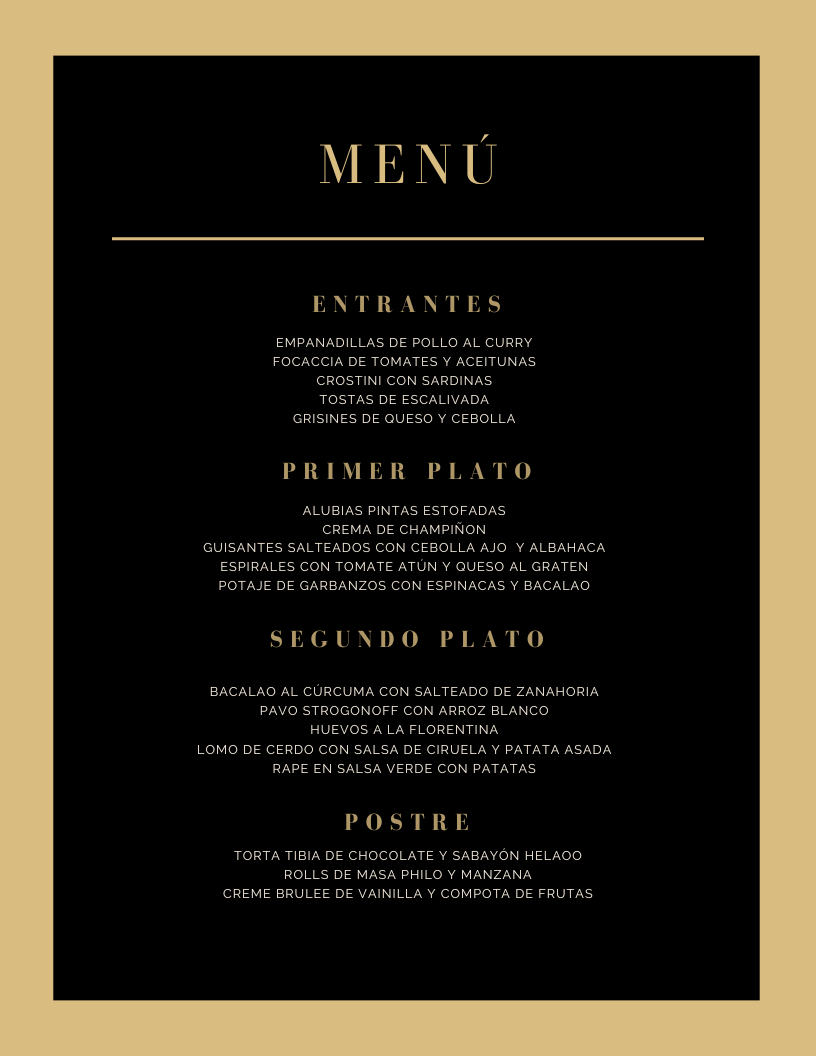 MENÚ
ENTRANTES
EMPANADILLAS DE POLLO AL CURRY
FOCACCIA DE TOMATES Y ACEITUNAS
CROSTINI CON SARDINAS
TOSTAS DE ESCALIVADA
GRISINES DE QUESO Y CEBOLLA
PRIMER PLATO
ALUBIAS PINTAS ESTOFADAS
CREMA DE CHAMPIÑON
GUISANTES SALTEADOS CON CEBOLLA AJO  Y ALBAHACA
ESPIRALES CON TOMATE ATÚN Y QUESO AL GRATEN
POTAJE DE GARBANZOS CON ESPINACAS Y BACALAO
SEGUNDO PLATO
BACALAO AL CÚRCUMA CON SALTEADO DE ZANAHORIA
PAVO STROGONOFF CON ARROZ BLANCO
HUEVOS A LA FLORENTINA
LOMO DE CERDO CON SALSA DE CIRUELA Y PATATA ASADA
RAPE EN SALSA VERDE CON PATATAS
POSTRE
TORTA TIBIA DE CHOCOLATE Y SABAYÓN HELAOO
ROLLS DE MASA PHILO Y MANZANA
CREME BRULEE DE VAINILLA Y COMPOTA DE FRUTAS